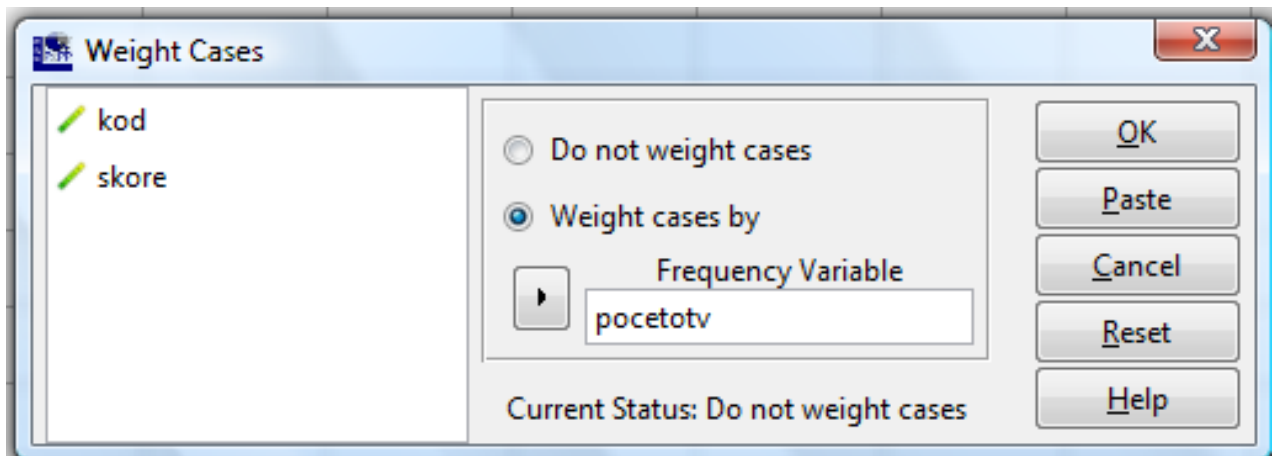 Weight Cases
kod
skore
Do not weight cases
Weight cases by
Frequency Variable
pocetotv
Current Status: Do not weight cases
OK
Paste
Cancel
Reset
Help